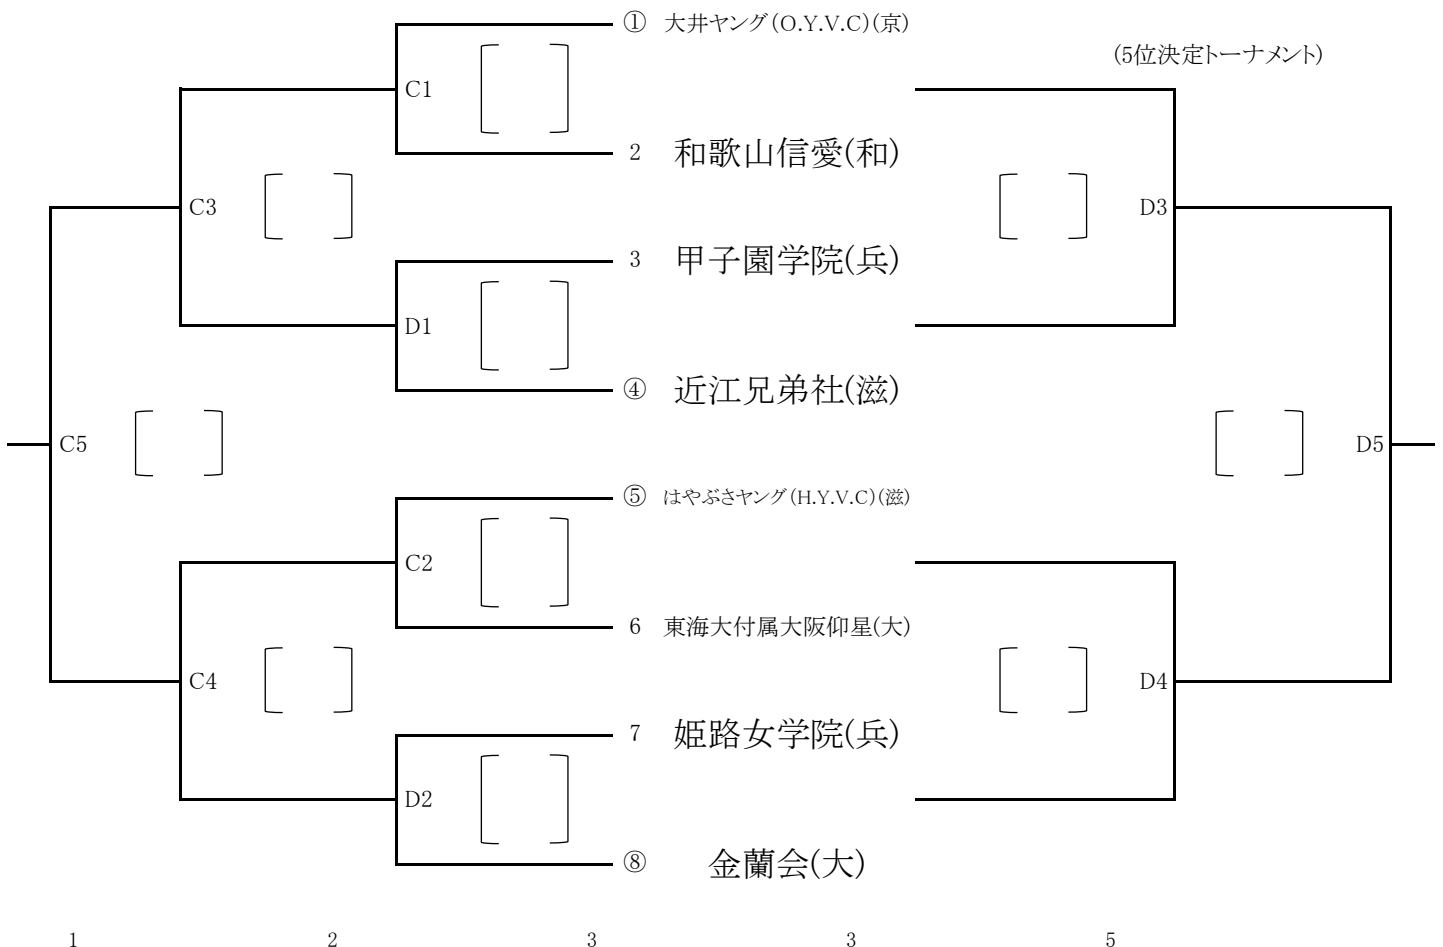 ① 大井ヤング(O.Y.V.C)(京)
(5位決定トーナメント)
C1
2 和歌山信愛(和)
C3
D3
3 甲子園学院(兵)
D1
④ 近江兄弟社(滋)
C5
D5
⑤ はやぶさヤング(H.Y.V.C)(滋)
C2
6 東海大付属大阪仰星(大)
C4
D4
7 姫路女学院(兵)
D2
⑧ 金蘭会(大)
1 2 3 3 5